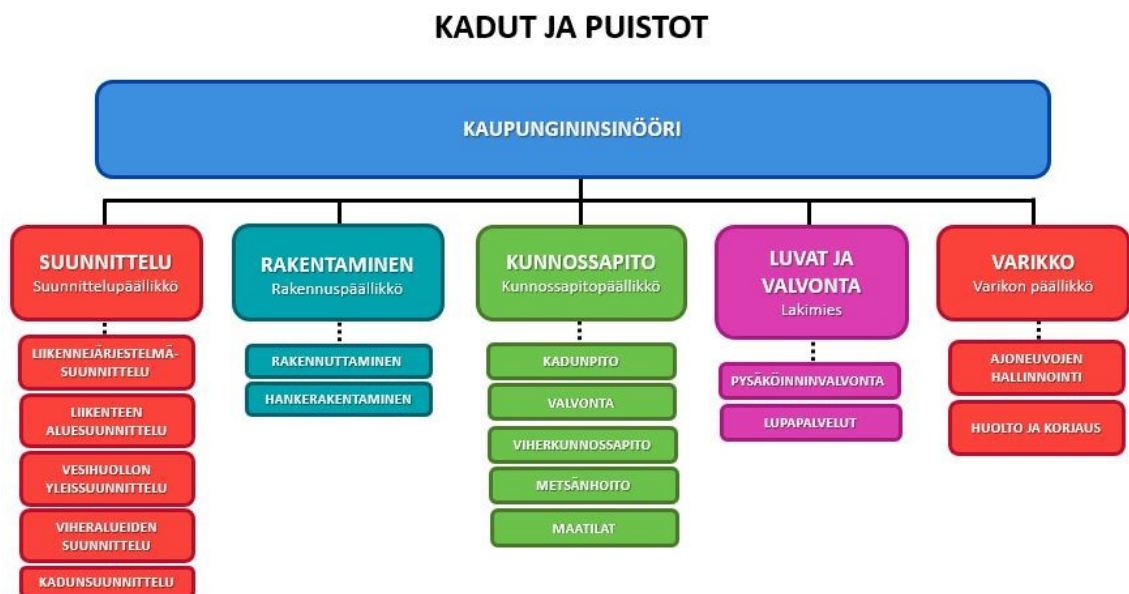 KADUT JA PUISTOT
KAUPUNGININSINÖÖRI
SUUNNITTELU
Suunnittelupäällikkö
LIIKENNEJÄRJESTELMÄ-
SUUNNITTELU
LIIKENTEEN
ALUESUUNNITTELU
VESIHUOLLON
YLEISSUUNNITTELU
VIHERALUEIDEN
SUUNNITTELU
KADUNSUUNNITTELU
RAKENTAMINEN
Rakennuspäällikkö
RAKENNUTTAMINEN
HANKERAKENTAMINEN
KUNNOSSAPITO
Kunnossapitopäällikkö
KADUNPITO
VALVONTA
VIHERKUNNOSSAPITO
METSÄNHOITO
MAATILAT
LUVAT JA
VALVONTA
Lakimies
PYSÄKÖINNINVALVONTA
LUPAPALVELUT
VARIKKO
Varikon päällikkö
AJONEUVOJEN
HALLINNOINTI
HUOLTO JA KORJAUS